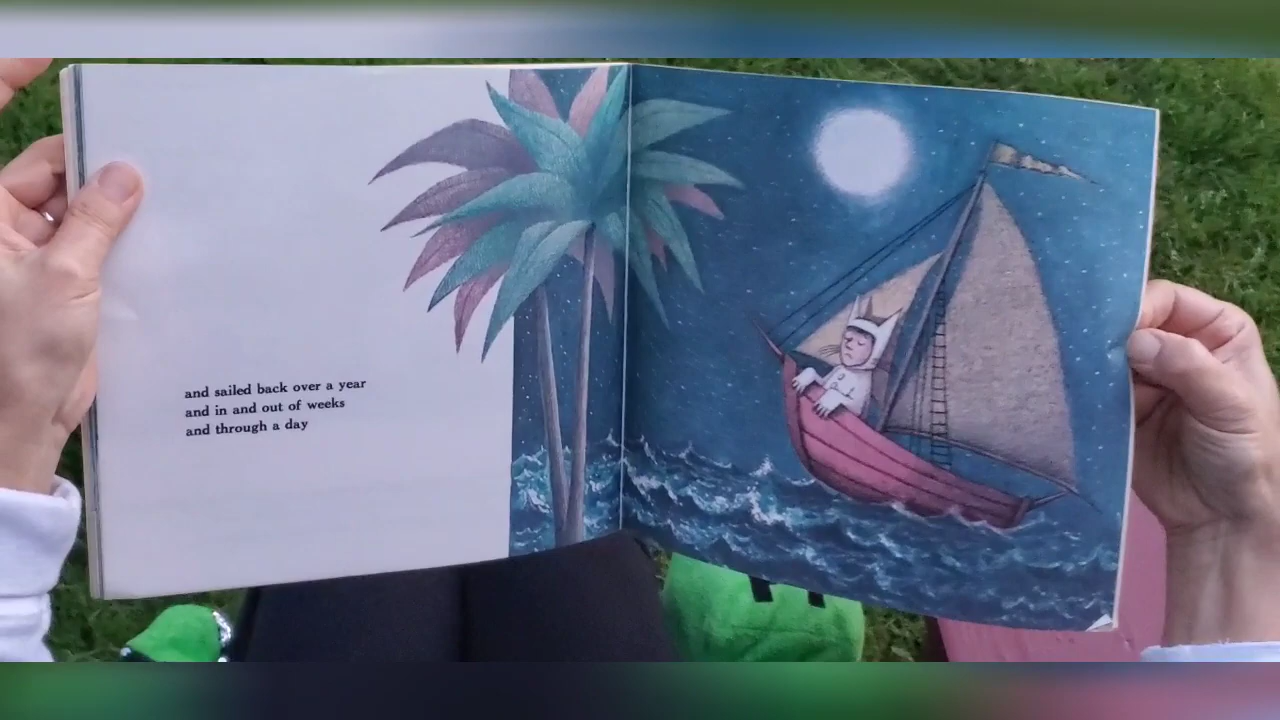 and sailed back over a year
and in and out of weeks
and through a day